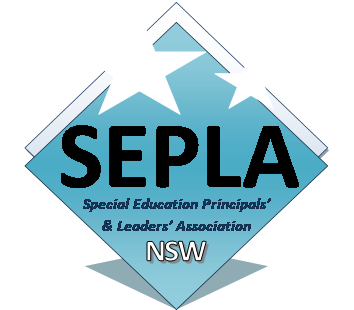 SEPLA
Special Education Principals'
& Leaders' Association
NSW